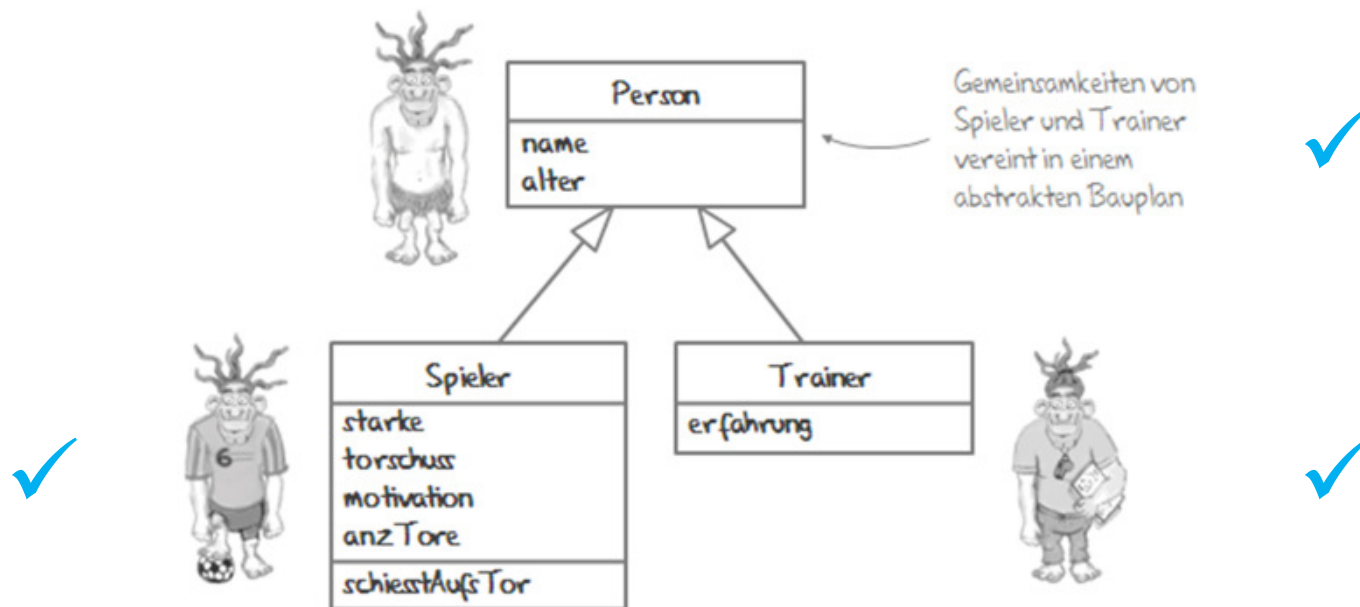 Person
name
alter
Gemeinsamkeiten von
Spieler und Trainer
vereint in einem
abstrakten Bauplan
Spieler
starke
torschuss
motivation
anzTore
schiesstAufsTor
Trainer
erfahrung
6